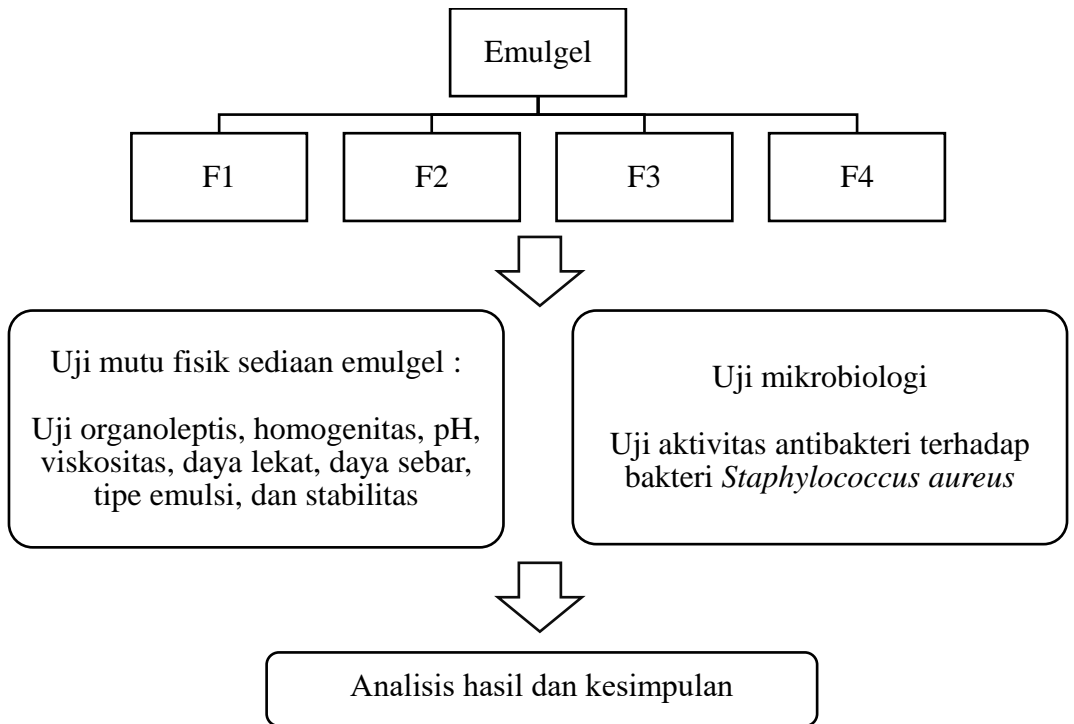 Emulgel
F1
F2
F3
F4
Uji mutu fisik sediaan emulgel :
Uji organoleptis, homogenitas, pH,
viskositas, daya lekat, daya sebar,
tipe emulsi, dan stabilitas
Uji mikrobiologi
Uji aktivitas antibakteri terhadap
bakteri Staphylococcus aureus
Analisis hasil dan kesimpulan